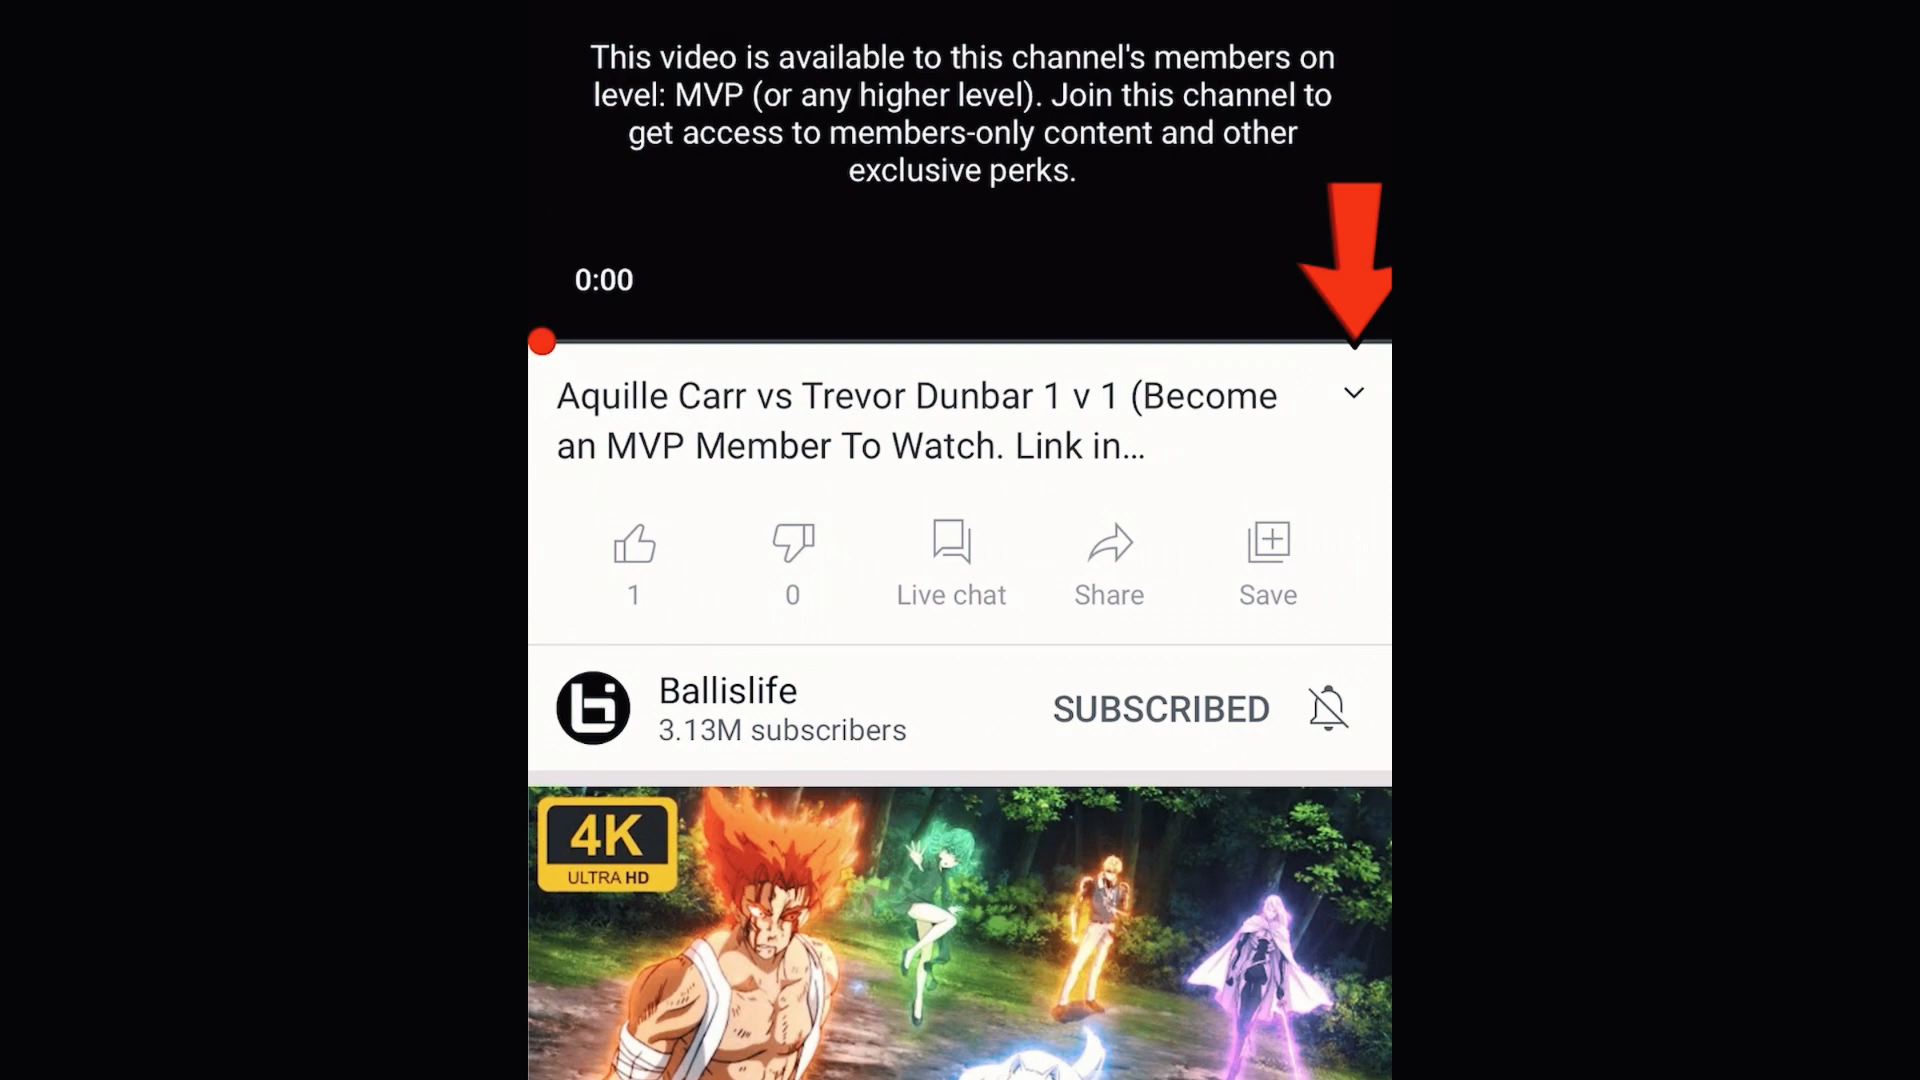 This video is available to this channel's members on
level: MVP (or any higher level). Join this channel to
get access to members-only content and other
exclusive perks.
0:00
Aquille Carr vs Trevor Dunbar 1 v 1 (Become
an MVP Member To Watch. Link in...
1
0
Live chat
Share
Save
Ballislife
3.13M subscribers
SUBSCRIBED
4K
ULTRA HD